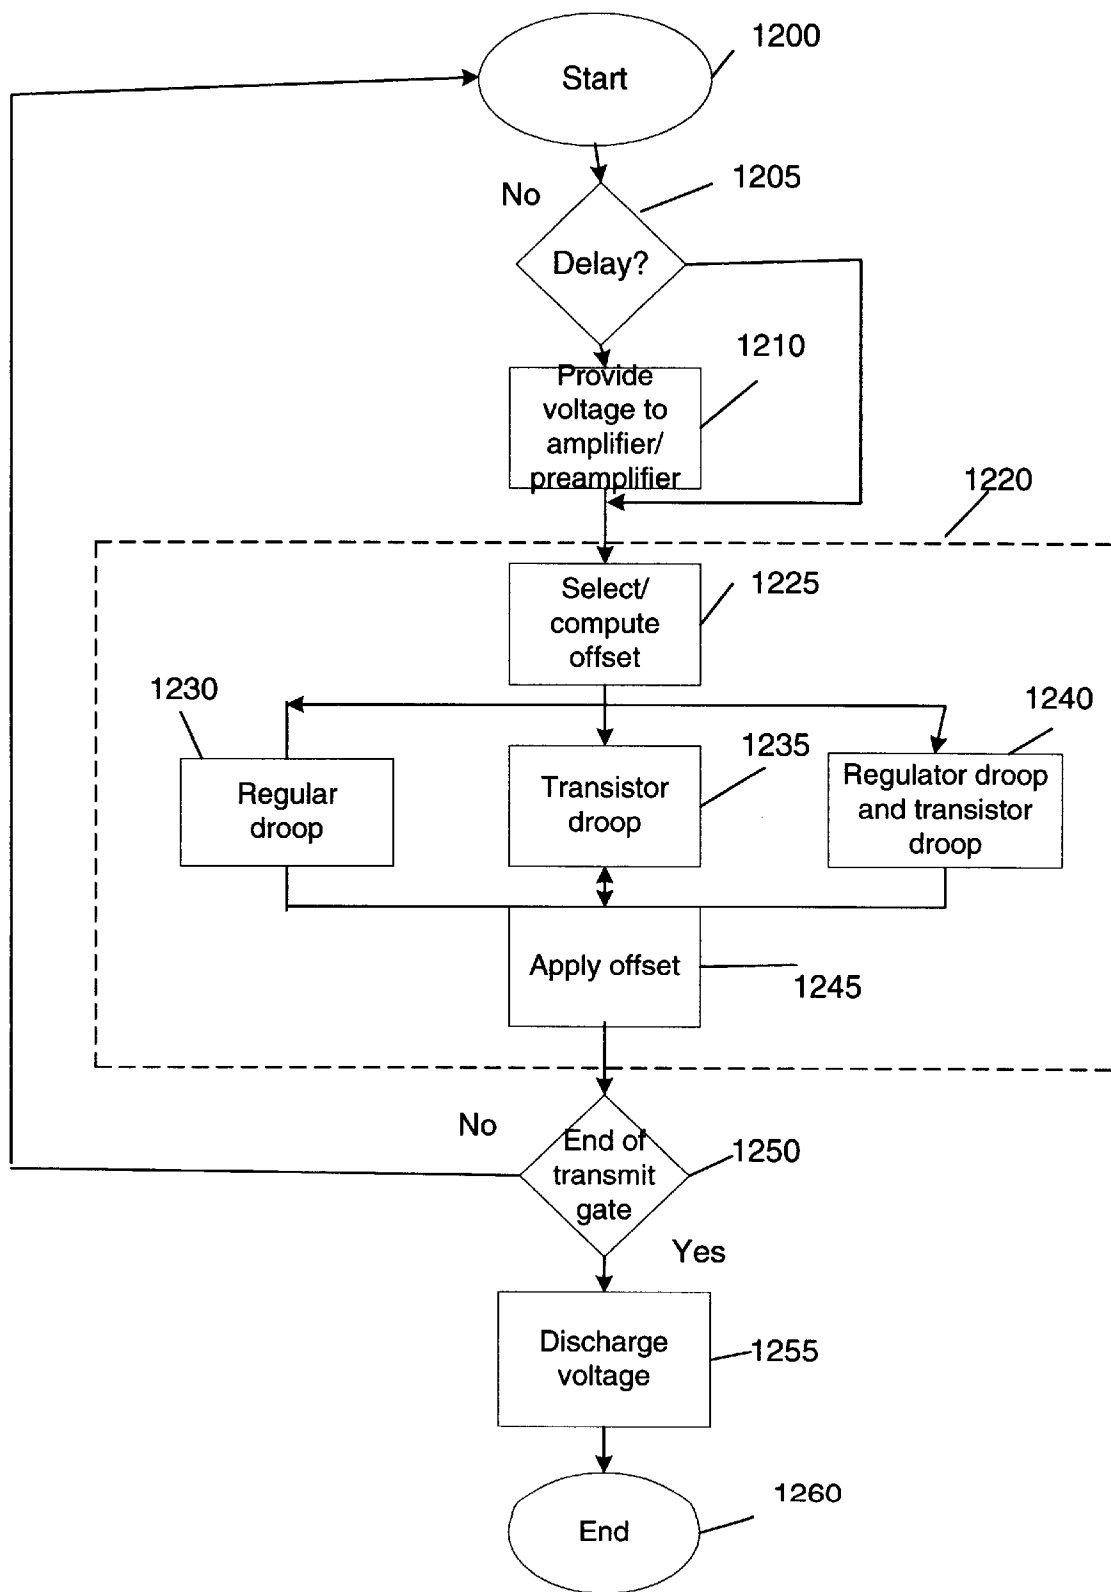 1200
Start
No
1205
Delay?
1210
Provide
voltage to
amplifier/
preamplifier
1220
Select/
compute
offset
1225
1230
1240
1235
Regular
droop
Transistor
droop
Regulator droop
and transistor
droop
Apply offset
1245
No
End of
transmit
gate
1250
Yes
Discharge
voltage
1255
1260
End